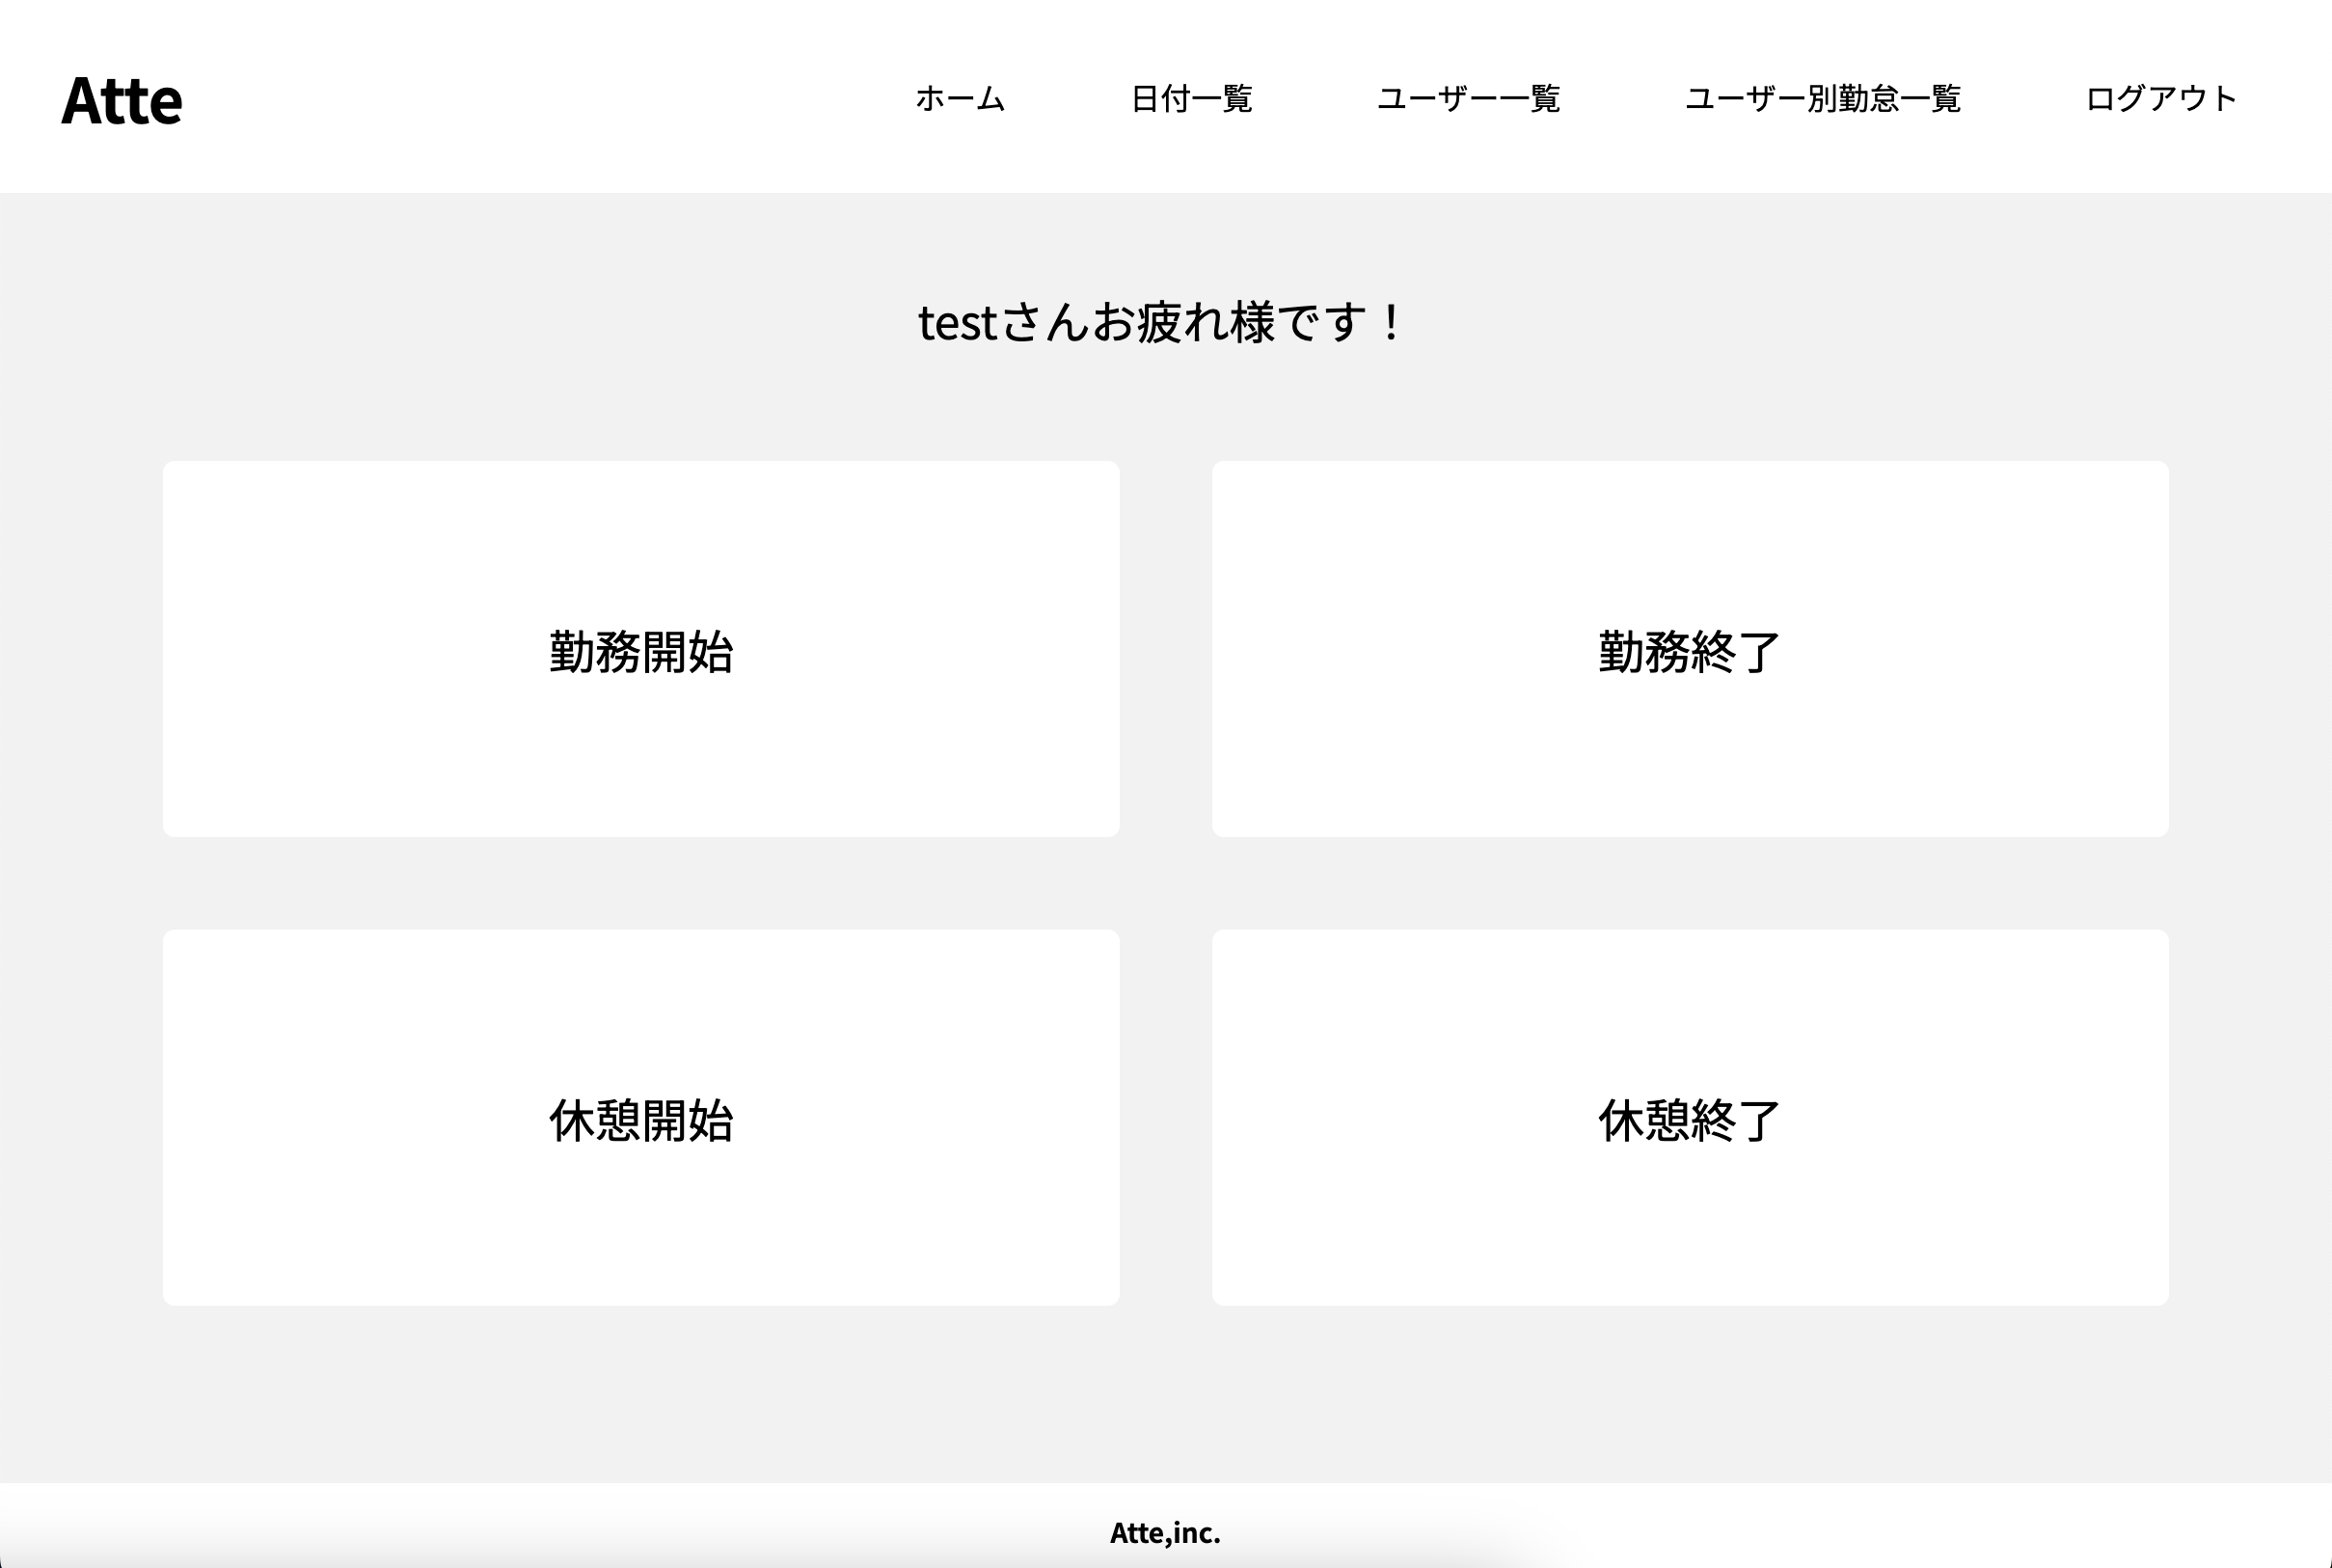 Atte
ホーム 日付一覧 ユーザー一覧 ユーザー別勤怠一覧 ログアウト
testさんお疲れ様です！
勤務開始 勤務終了
休憩開始 休憩終了
Atte,inc.